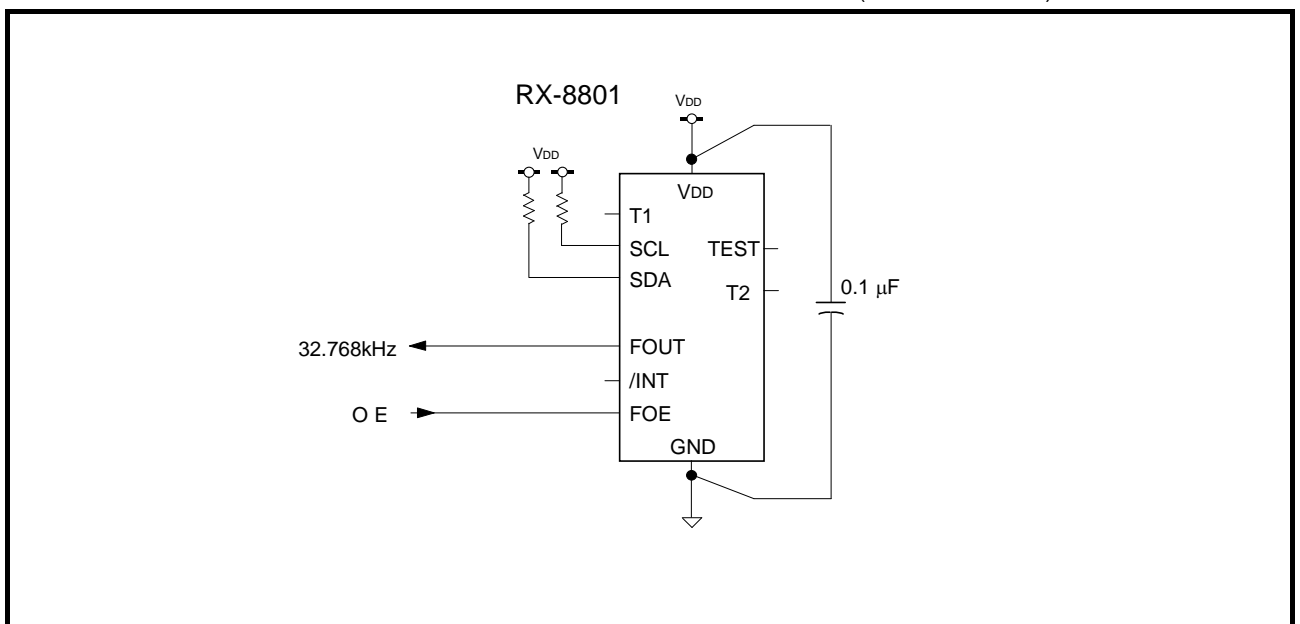 RX-8801
VDD
VDD
VDD
T1
SCL
TEST
SDA
T2
0.1 μF
32.768kHz
FOUT
/INT
O E
FOE
GND